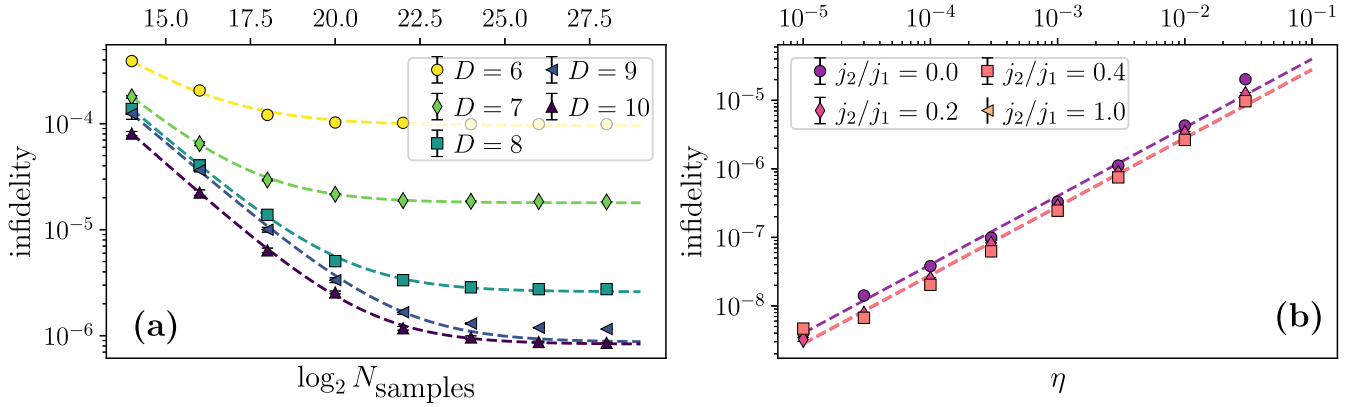 15.0 17.5 20.0 22.5 25.0 27.5
infidelity
10⁻⁴
10⁻⁵
10⁻⁶
D = 6 D = 9
D = 7 D = 10
D = 8
(a)
log₂ N_samples
10⁻⁵ 10⁻⁴ 10⁻³ 10⁻² 10⁻¹
infidelity
10⁻⁵
10⁻⁶
10⁻⁷
10⁻⁸
j₂/j₁ = 0.0 j₂/j₁ = 0.4
j₂/j₁ = 0.2 j₂/j₁ = 1.0
(b)
η